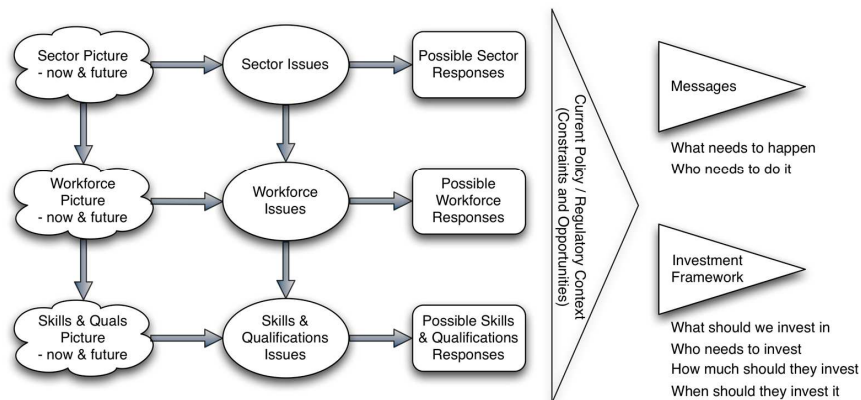 Sector Picture
- now & future
Sector Issues
Possible Sector
Responses
Workforce
Picture
- now & future
Workforce
Issues
Possible
Workforce
Responses
Skills & Quals
Picture
- now & future
Skills &
Qualifications
Issues
Possible Skills
& Qualifications
Responses
Current Policy / Regulatory Context
(Constraints and Opportunities)
Messages
What needs to happen
Who needs to do it
Investment
Framework
What should we invest in
Who needs to invest
How much should they invest
When should they invest it